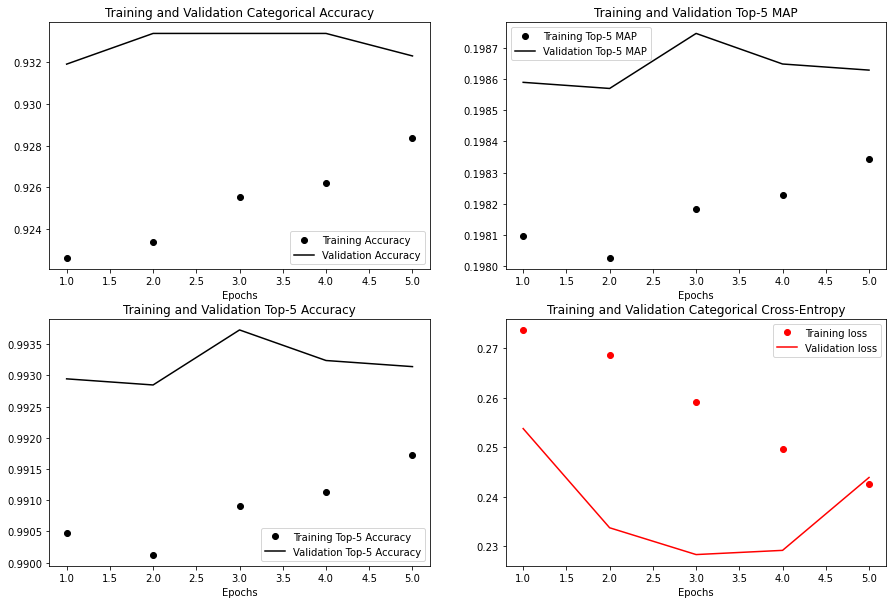 Training and Validation Categorical Accuracy
0.932
0.930
0.928
0.926
0.924
Training Accuracy
Validation Accuracy
1.0 1.5 2.0 2.5 3.0 3.5 4.0 4.5 5.0
Epochs
Training and Validation Top-5 MAP
Training Top-5 MAP
Validation Top-5 MAP
0.1987
0.1986
0.1985
0.1984
0.1983
0.1982
0.1981
0.1980
1.0 1.5 2.0 2.5 3.0 3.5 4.0 4.5 5.0
Epochs
Training and Validation Top-5 Accuracy
0.9935
0.9930
0.9925
0.9920
0.9915
0.9910
0.9905
0.9900
Training Top-5 Accuracy
Validation Top-5 Accuracy
1.0 1.5 2.0 2.5 3.0 3.5 4.0 4.5 5.0
Epochs
Training and Validation Categorical Cross-Entropy
Training loss
Validation loss
0.27
0.26
0.25
0.24
0.23
1.0 1.5 2.0 2.5 3.0 3.5 4.0 4.5 5.0
Epochs